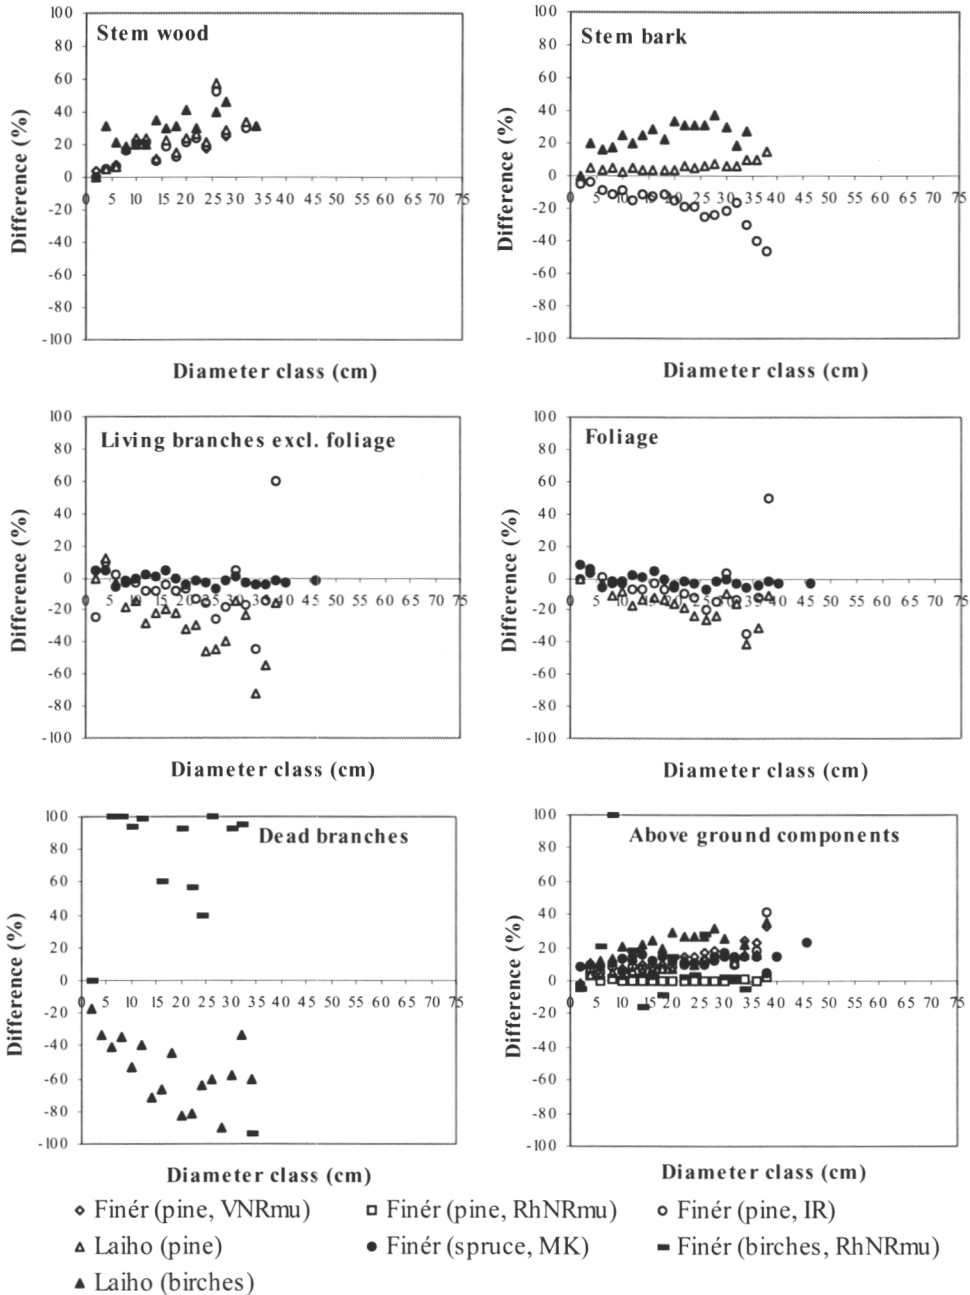 Stem wood
Difference (%)
100
80
60
40
20
0
-20
-40
-60
-80
-100
0 5 10 15 20 25 30 35 40 45 50 55 60 65 70 75
Diameter class (cm)
Stem bark
Difference (%)
100
80
60
40
20
0
-20
-40
-60
-80
-100
0 5 10 15 20 25 30 35 40 45 50 55 60 65 70 75
Diameter class (cm)
Living branches excl. foliage
Difference (%)
100
80
60
40
20
0
-20
-40
-60
-80
-100
0 5 10 15 20 25 30 35 40 45 50 55 60 65 70 75
Diameter class (cm)
Foliage
Difference (%)
100
80
60
40
20
0
-20
-40
-60
-80
-100
0 5 10 15 20 25 30 35 40 45 50 55 60 65 70 75
Diameter class (cm)
Dead branches
Difference (%)
100
80
60
40
20
0
-20
-40
-60
-80
-100
0 5 10 15 20 25 30 35 40 45 50 55 60 65 70 75
Diameter class (cm)
Above ground components
Difference (%)
100
80
60
40
20
0
-20
-40
-60
-80
-100
0 5 10 15 20 25 30 35 40 45 50 55 60 65 70 75
Diameter class (cm)
Finér (pine, VNRmu) Finér (pine, RhNRmu) Finér (pine, IR)
Laiho (pine) Finér (spruce, MK) Finér (birches, RhNRmu)
Laiho (birches)